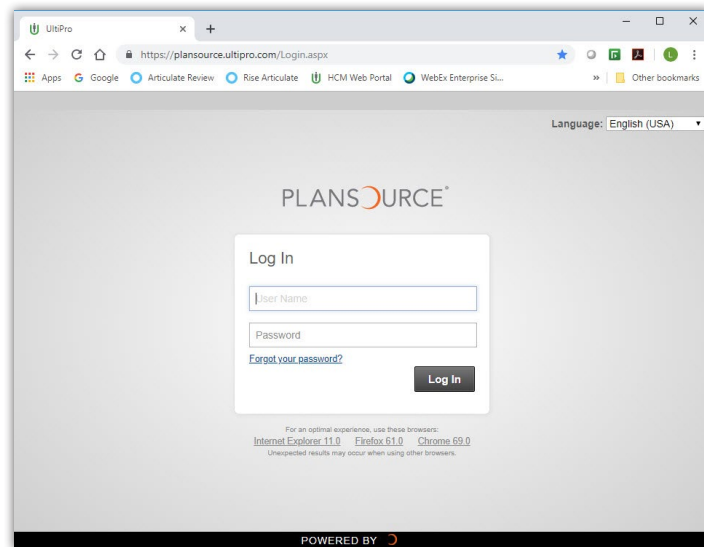 UltiPro
https://plansource.ultipro.com/Login.aspx
L
Apps Google Articulate Review Rise Articulate HCM Web Portal WebEx Enterprise Si... » Other bookmarks
Language: English (USA)
PLANSOURCE®
Log In
User Name
Password
Forgot your password?
Log In
For an optimal experience, use these browsers:
Internet Explorer 11.0 Firefox 61.0 Chrome 69.0
Unexpected results may occur when using other browsers.
POWERED BY